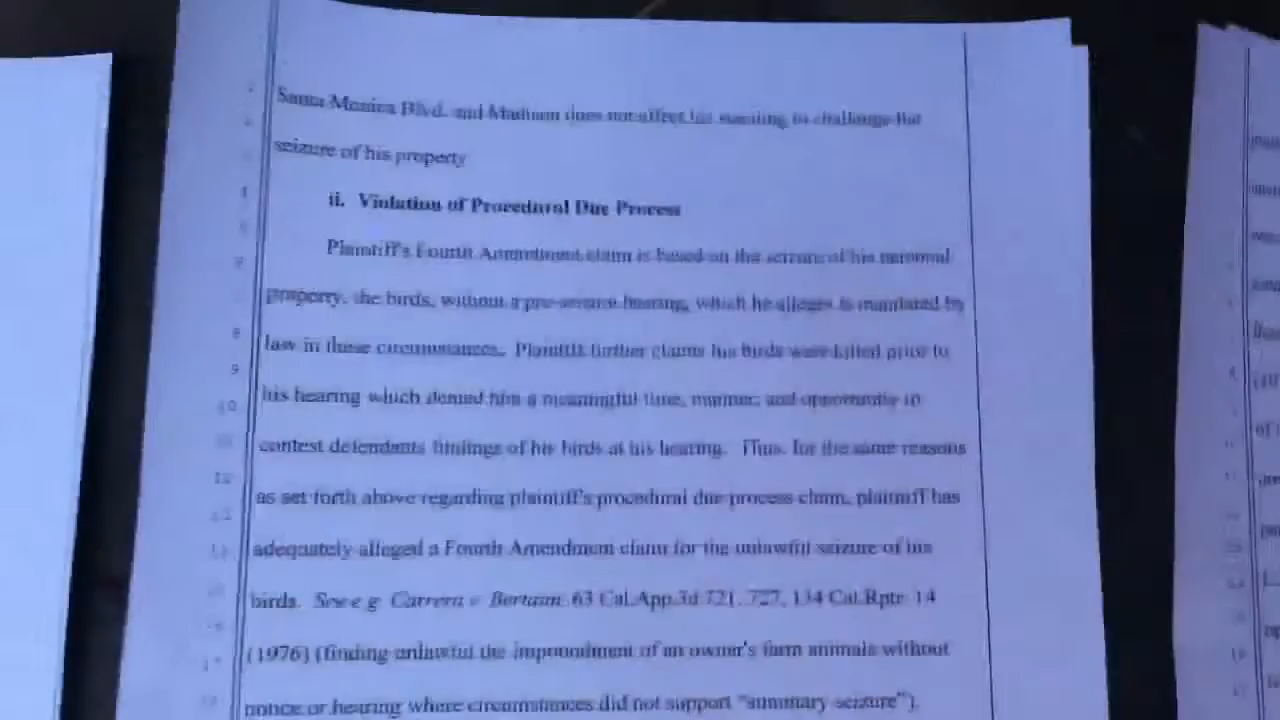 Santa Monica Blvd. and Madison does not affect his standing to challenge the
seizure of his property
ii. Violation of Procedural Due Process
Plaintiff's Fourth Amendment claim is based on the seizure of his personal
property, the birds, without a pre-seizure hearing, which he alleges is mandated by
law in these circumstances. Plaintiff further claims his birds were killed prior to
his hearing which denied him a meaningful time, manner, and opportunity to
contest defendants findings of his birds at his hearing. Thus, for the same reasons
as set forth above regarding plaintiff's procedural due process claim, plaintiff has
adequately alleged a Fourth Amendment claim for the unlawful seizure of his
birds. See e.g. Carrera v. Bertaini 63 Cal.App.3d 721, 727, 134 Cal.Rptr. 14
(1976) (finding unlawful the impoundment of an owner's farm animals without
notice or hearing where circumstances did not support "summary seizure").
8
9
10
12